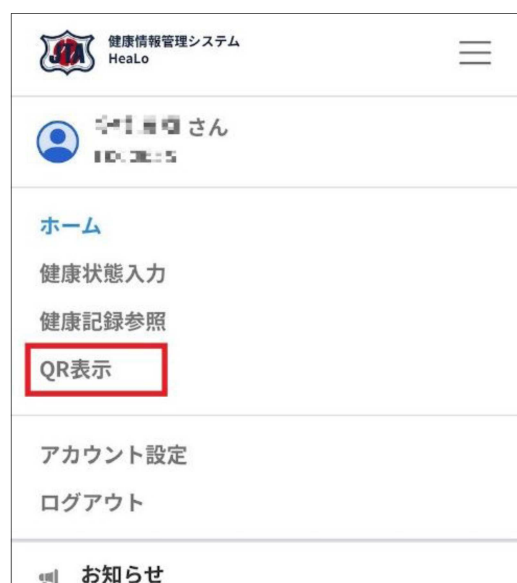 STA
健康情報管理システム
HeaLo
さん
ホーム
健康状態入力
健康記録参照
QR表示
アカウント設定
ログアウト
お知らせ